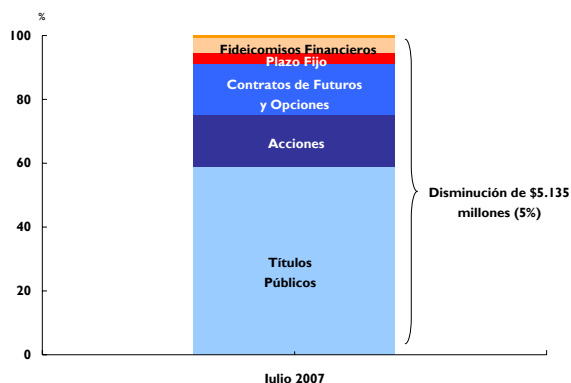 %
100
80
60
40
20
0
Fideicomisos Financieros
Plazo Fijo
Contratos de Futuros
y Opciones
Acciones
Títulos
Públicos
Disminución de $5.135
millones (5%)
Julio 2007